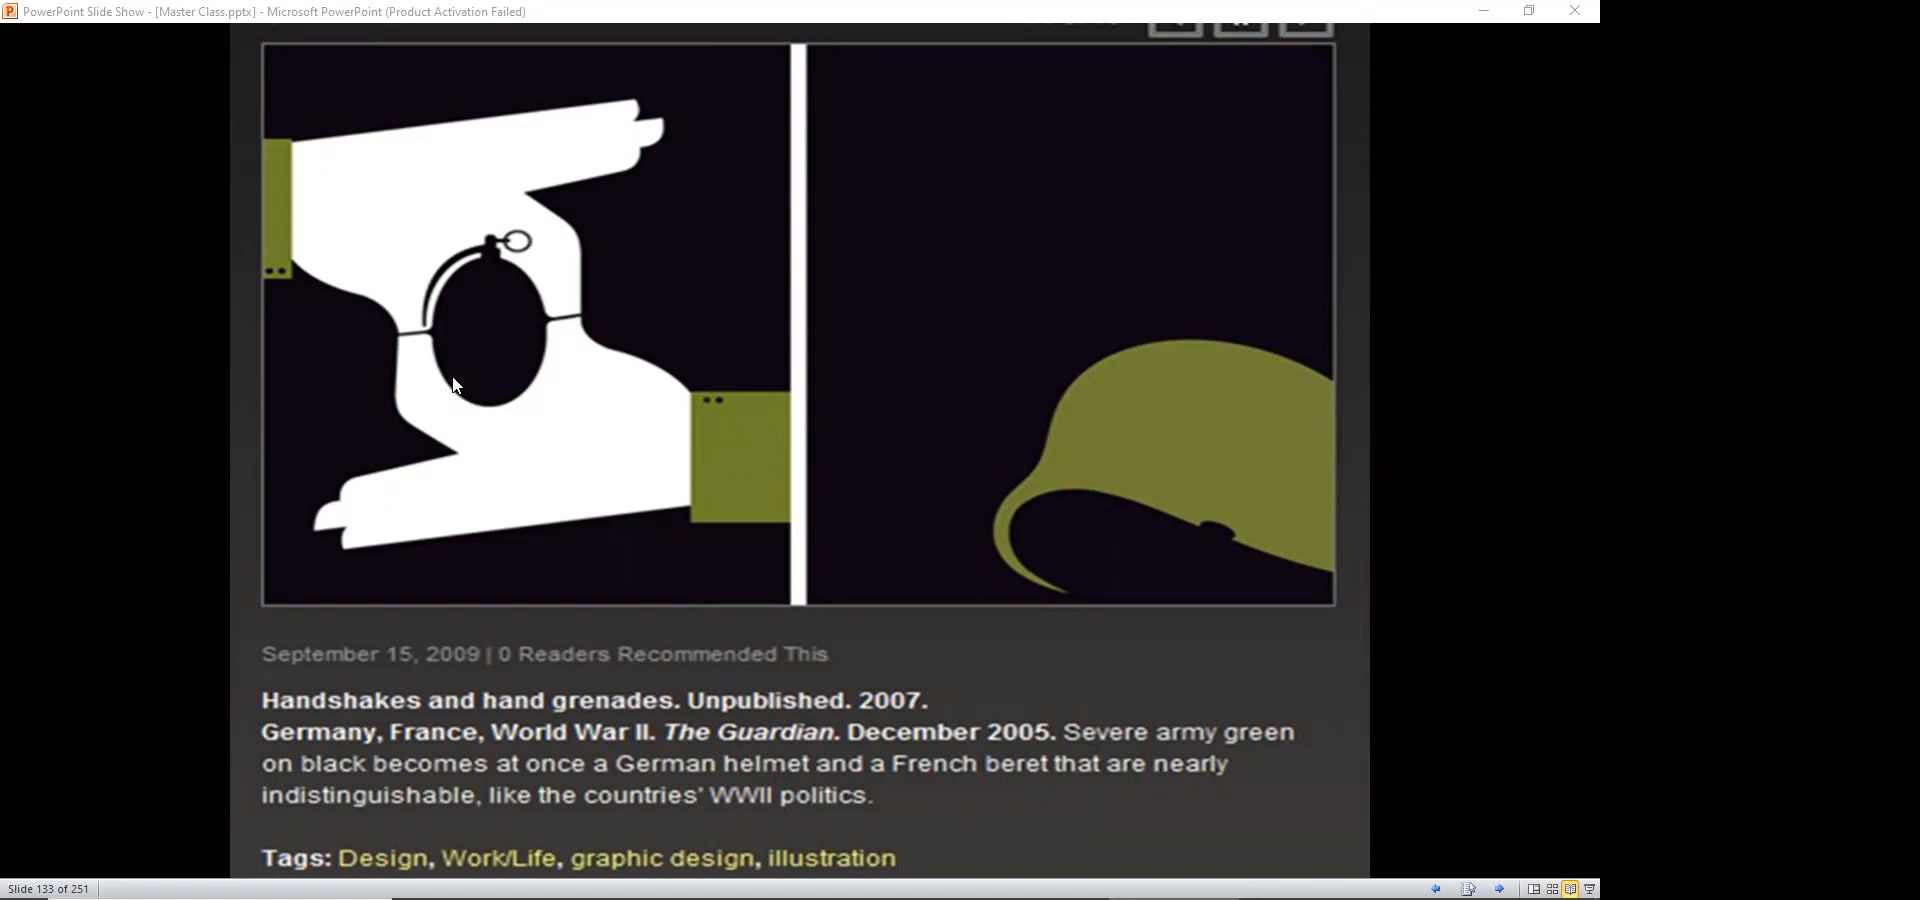 PowerPoint Slide Show - [Master Class.pptx] - Microsoft PowerPoint (Product Activation Failed)
September 15, 2009 | 0 Readers Recommended This
Handshakes and hand grenades. Unpublished. 2007.
Germany, France, World War II. The Guardian. December 2005. Severe army green
on black becomes at once a German helmet and a French beret that are nearly
indistinguishable, like the countries' WWII politics.
Tags: Design, Work/Life, graphic design, illustration
Slide 133 of 251